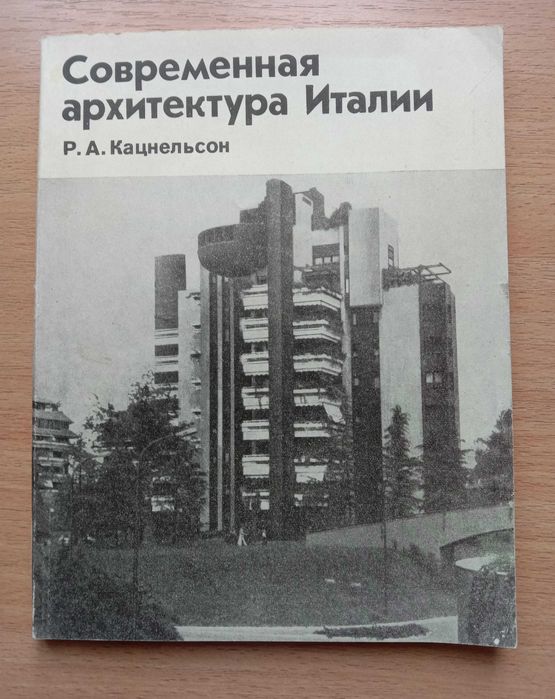 Современная
архитектура Италии
Р. А. Кацнельсон